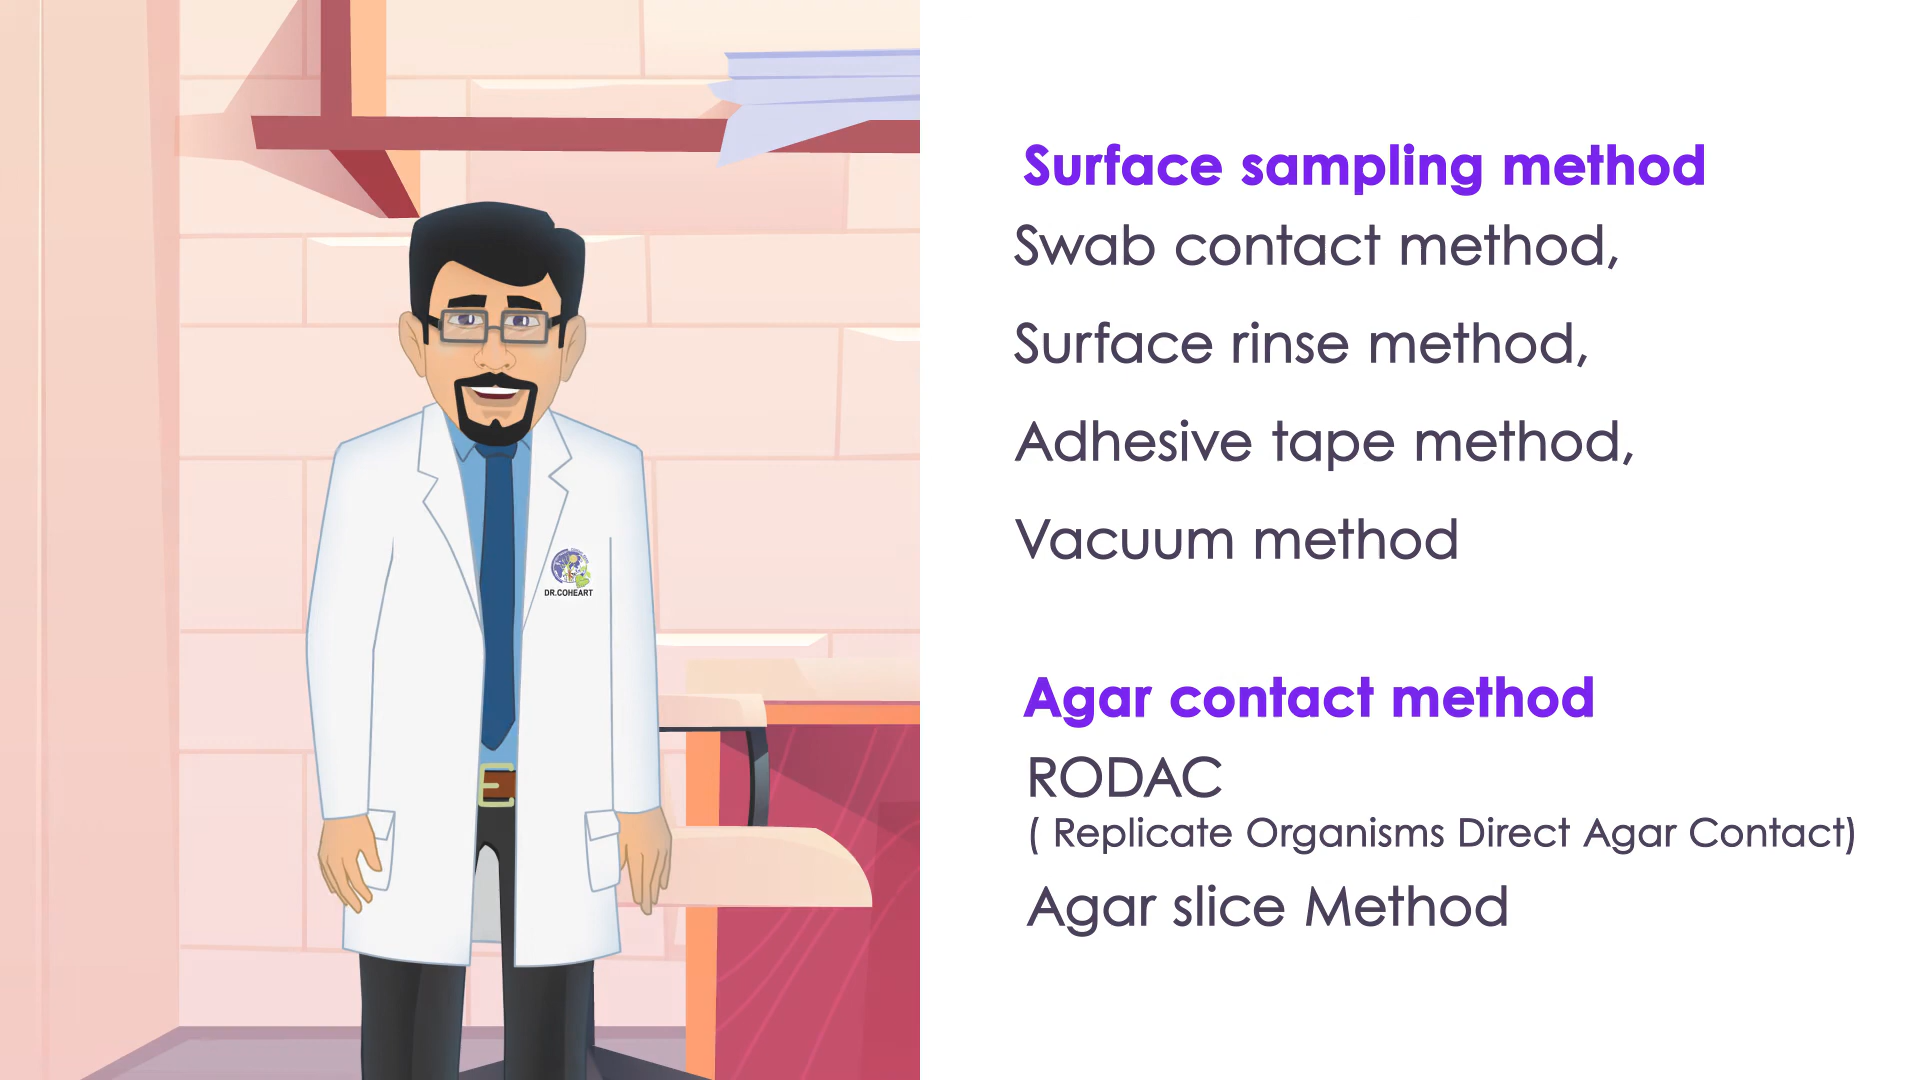 Surface sampling method
Swab contact method,
Surface rinse method,
Adhesive tape method,
Vacuum method
Agar contact method
RODAC
( Replicate Organisms Direct Agar Contact)
Agar slice Method
DR.COHEART